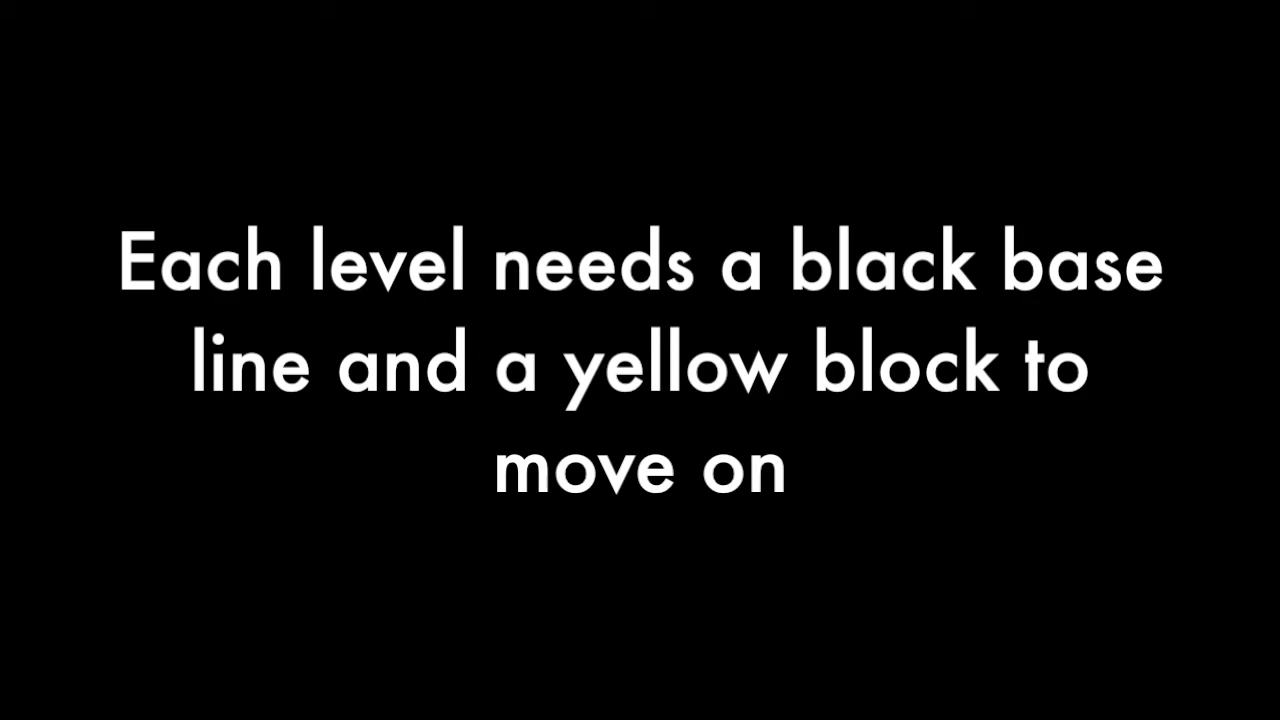 Each level needs a black base
line and a yellow block to
move on